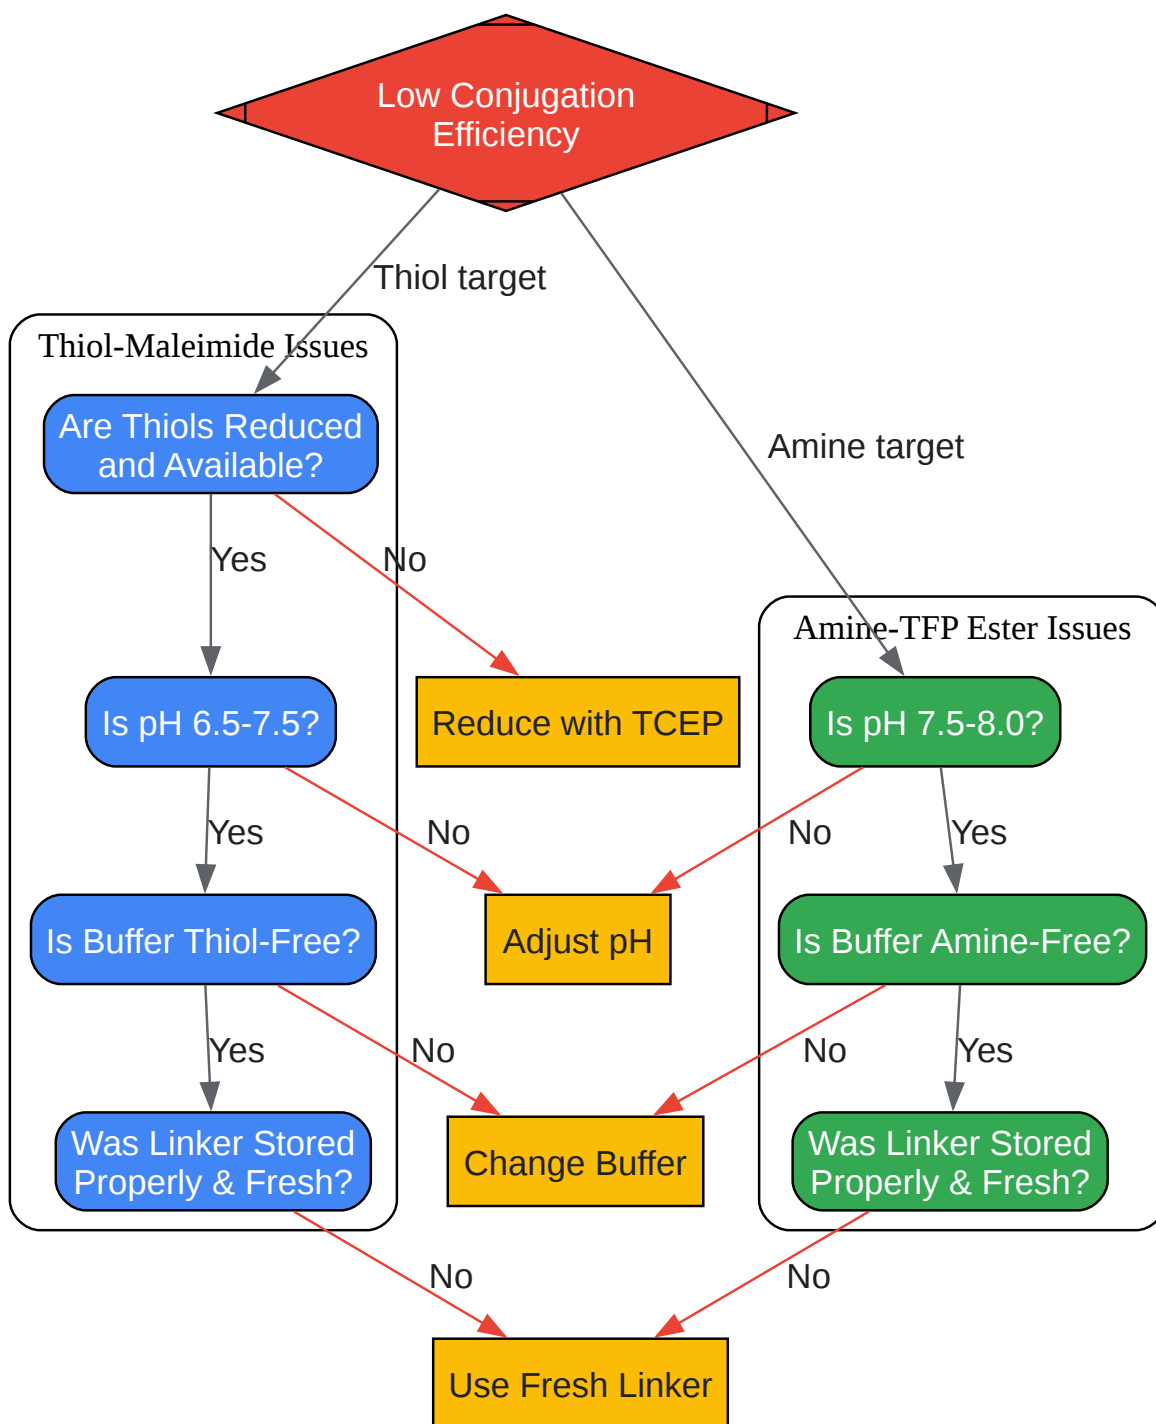 Low Conjugation
Efficiency
Thiol target
Thiol-Maleimide Issues
Are Thiols Reduced
and Available?
Amine target
Yes
No
Amine-TFP Ester Issues
Is pH 6.5-7.5?
Reduce with TCEP
Is pH 7.5-8.0?
Yes
No
No
Yes
Is Buffer Thiol-Free?
Adjust pH
Is Buffer Amine-Free?
Yes
No
No
Yes
Was Linker Stored
Properly & Fresh?
Change Buffer
Was Linker Stored
Properly & Fresh?
No
No
Use Fresh Linker